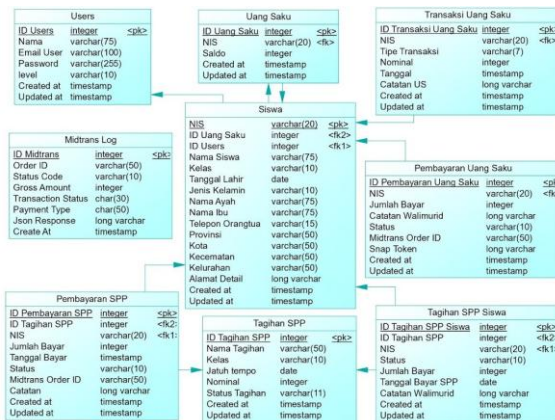 Users
ID Users integer <pk>
Nama varchar(75)
Email User varchar(100)
Password varchar(255)
level varchar(10)
Created at timestamp
Updated at timestamp
Uang Saku
ID Uang Saku integer <pk>
NIS varchar(20) <fk>
Saldo integer
Created at timestamp
Updated at timestamp
Transaksi Uang Saku
ID Transaksi Uang Saku integer <pk>
NIS varchar(20) <fk>
Tipe Transaksi varchar(7)
Nominal integer
Tanggal timestamp
Catatan US long varchar
Created at timestamp
Updated at timestamp
Midtrans Log
ID Midtrans integer <pk>
Order ID varchar(50)
Status Code varchar(10)
Gross Amount integer
Transaction Status char(30)
Payment Type char(50)
Json Response long varchar
Create At timestamp
Siswa
NIS varchar(20) <pk>
ID Uang Saku integer <fk2>
ID Users integer <fk1>
Nama Siswa varchar(75)
Kelas varchar(10)
Tanggal Lahir date
Jenis Kelamin varchar(10)
Nama Ayah varchar(75)
Nama Ibu varchar(75)
Telepon Orangtua varchar(15)
Provinsi varchar(50)
Kota varchar(50)
Kecematan varchar(50)
Kelurahan varchar(50)
Alamat Detail long varchar
Created at timestamp
Updated at timestamp
Pembayaran Uang Saku
ID Pembayaran Uang Saku integer <pk
NIS varchar(20) <fk
Jumlah Bayar integer
Catatan Walimurid long varchar
Status varchar(10)
Midtrans Order ID varchar(50)
Snap Token long varchar
Created at timestamp
Updated at timestamp
Pembayaran SPP
ID Pembayaran SPP integer <pk>
ID Tagihan SPP integer <fk2>
NIS varchar(20) <fk1>
Jumlah Bayar integer
Tanggal Bayar timestamp
Status varchar(10)
Midtrans Order ID varchar(50)
Catatan long varchar
Created at timestamp
Updated at timestamp
Tagihan SPP
ID Tagihan SPP integer <pk>
Nama Tagihan varchar(50)
Kelas varchar(10)
Jatuh tempo date
Nominal integer
Status Tagihan varchar(11)
Created at timestamp
Updated at timestamp
Tagihan SPP Siswa
ID Tagihan SPP Siswa integer <pk>
ID Tagihan SPP integer <fk2
NIS varchar(20) <fk1
Status varchar(10)
Jumlah Bayar integer
Tanggal Bayar SPP date
Catatan Walimurid long varchar
Created at timestamp
Updated at timestamp